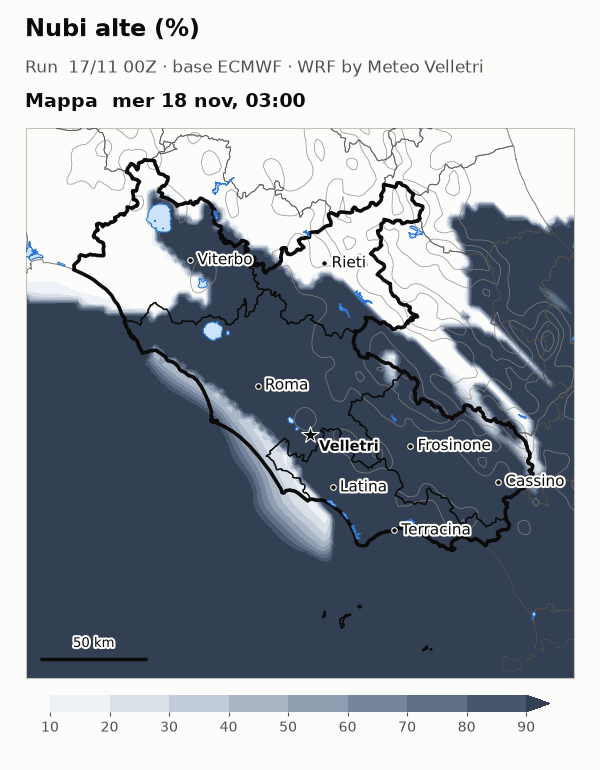 Nubi alte (%)
Run  17/11 00Z · base ECMWF · WRF by Meteo Velletri
Mappa  mer 18 nov, 03:00
Viterbo
Rieti
Roma
Velletri
Frosinone
Cassino
Latina
Terracina
50 km
10 20 30 40 50 60 70 80 90